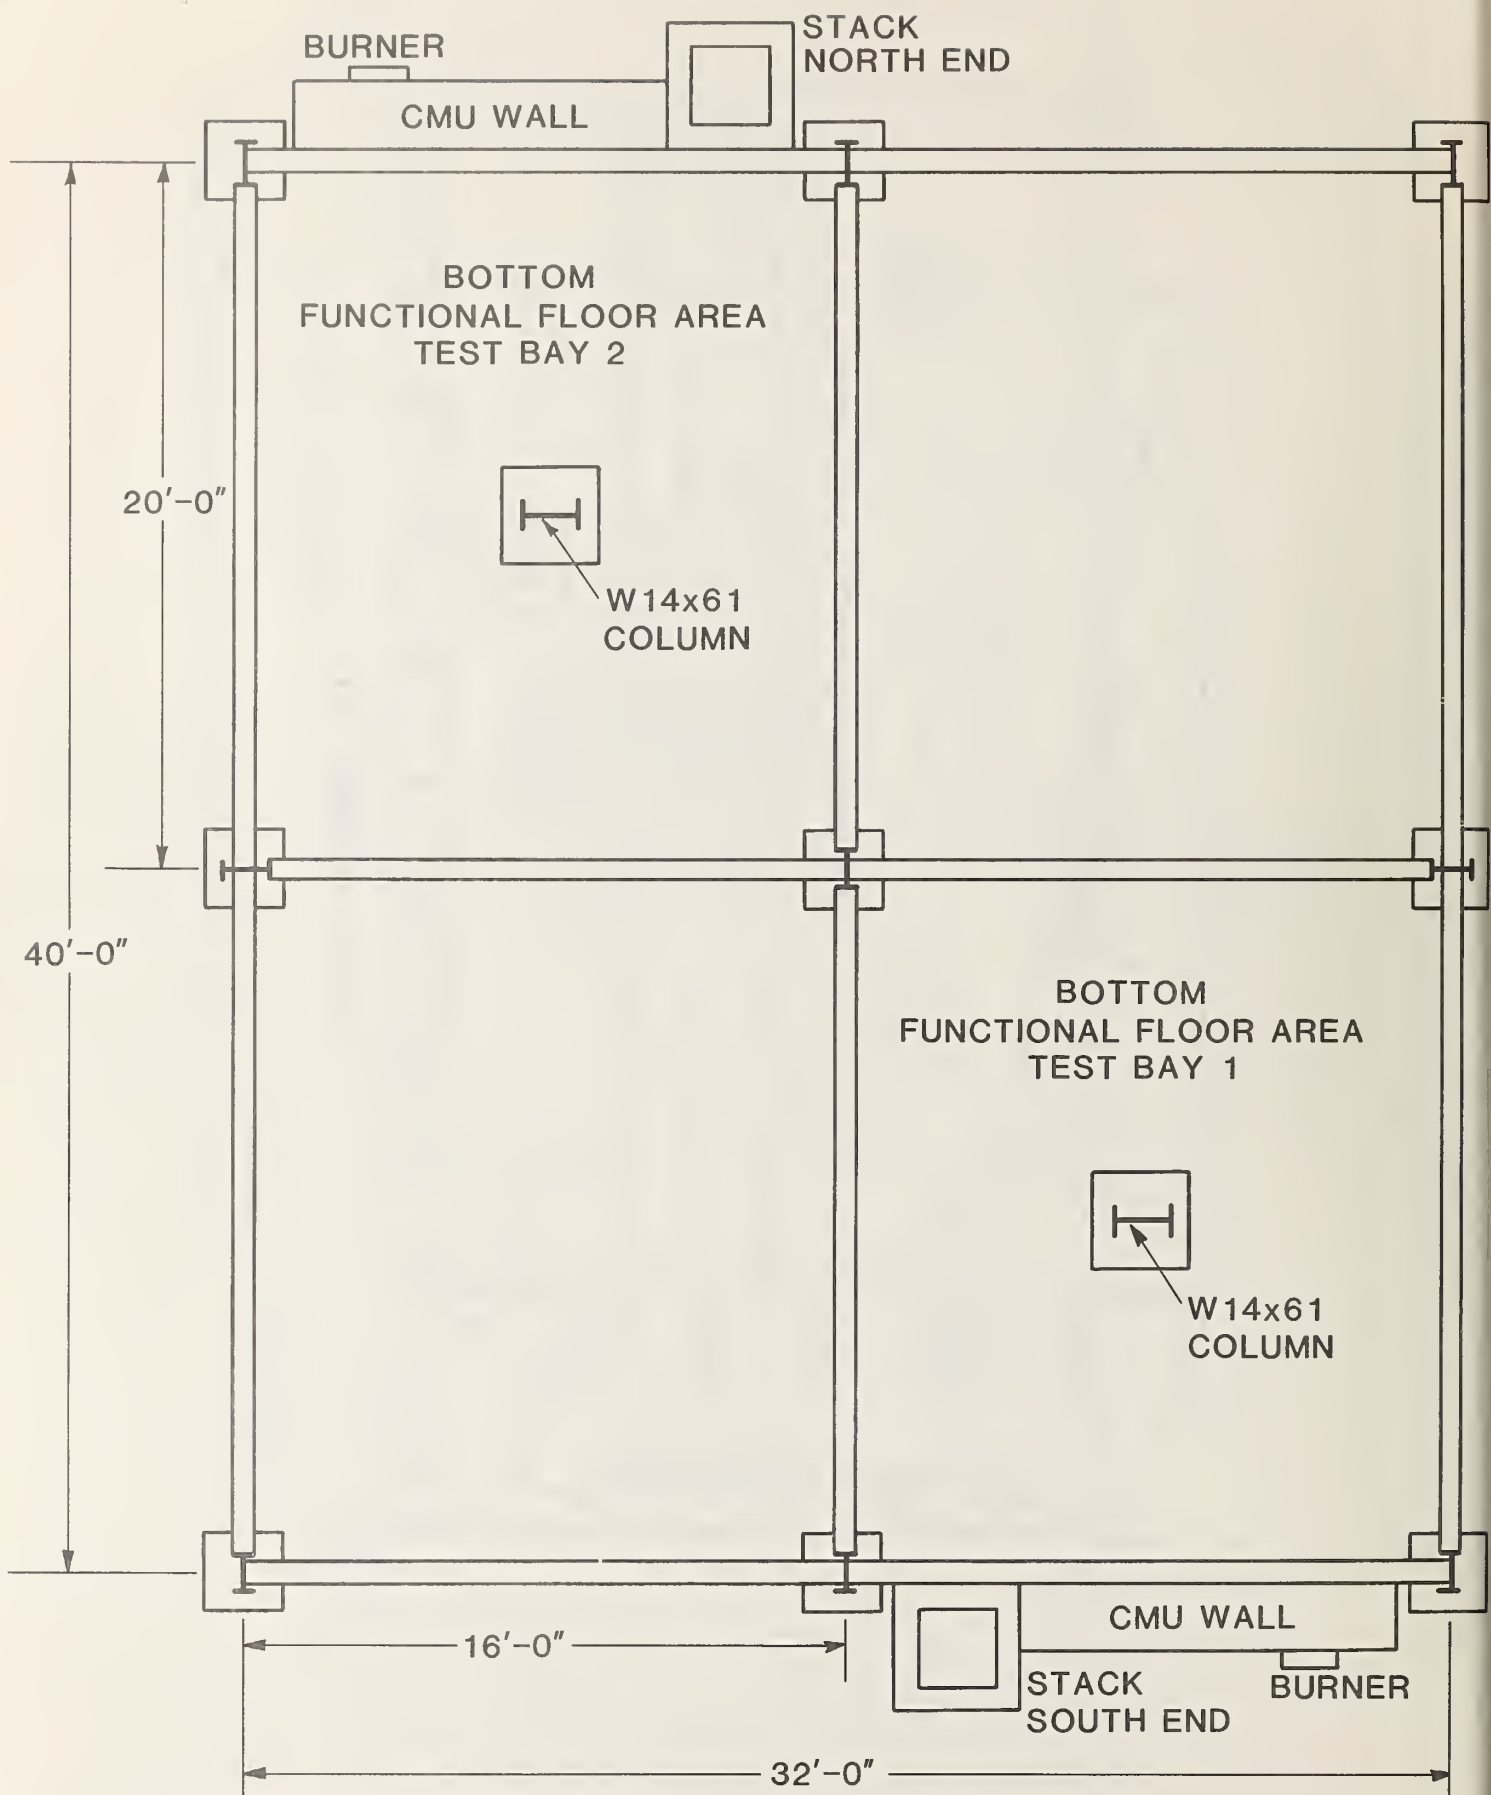 BURNER
STACK
NORTH END
CMU WALL
BOTTOM
FUNCTIONAL FLOOR AREA
TEST BAY 2
20'-0"
W14x61
COLUMN
40'-0"
BOTTOM
FUNCTIONAL FLOOR AREA
TEST BAY 1
W14x61
COLUMN
CMU WALL
16'-0"
STACK
SOUTH END
BURNER
32'-0"